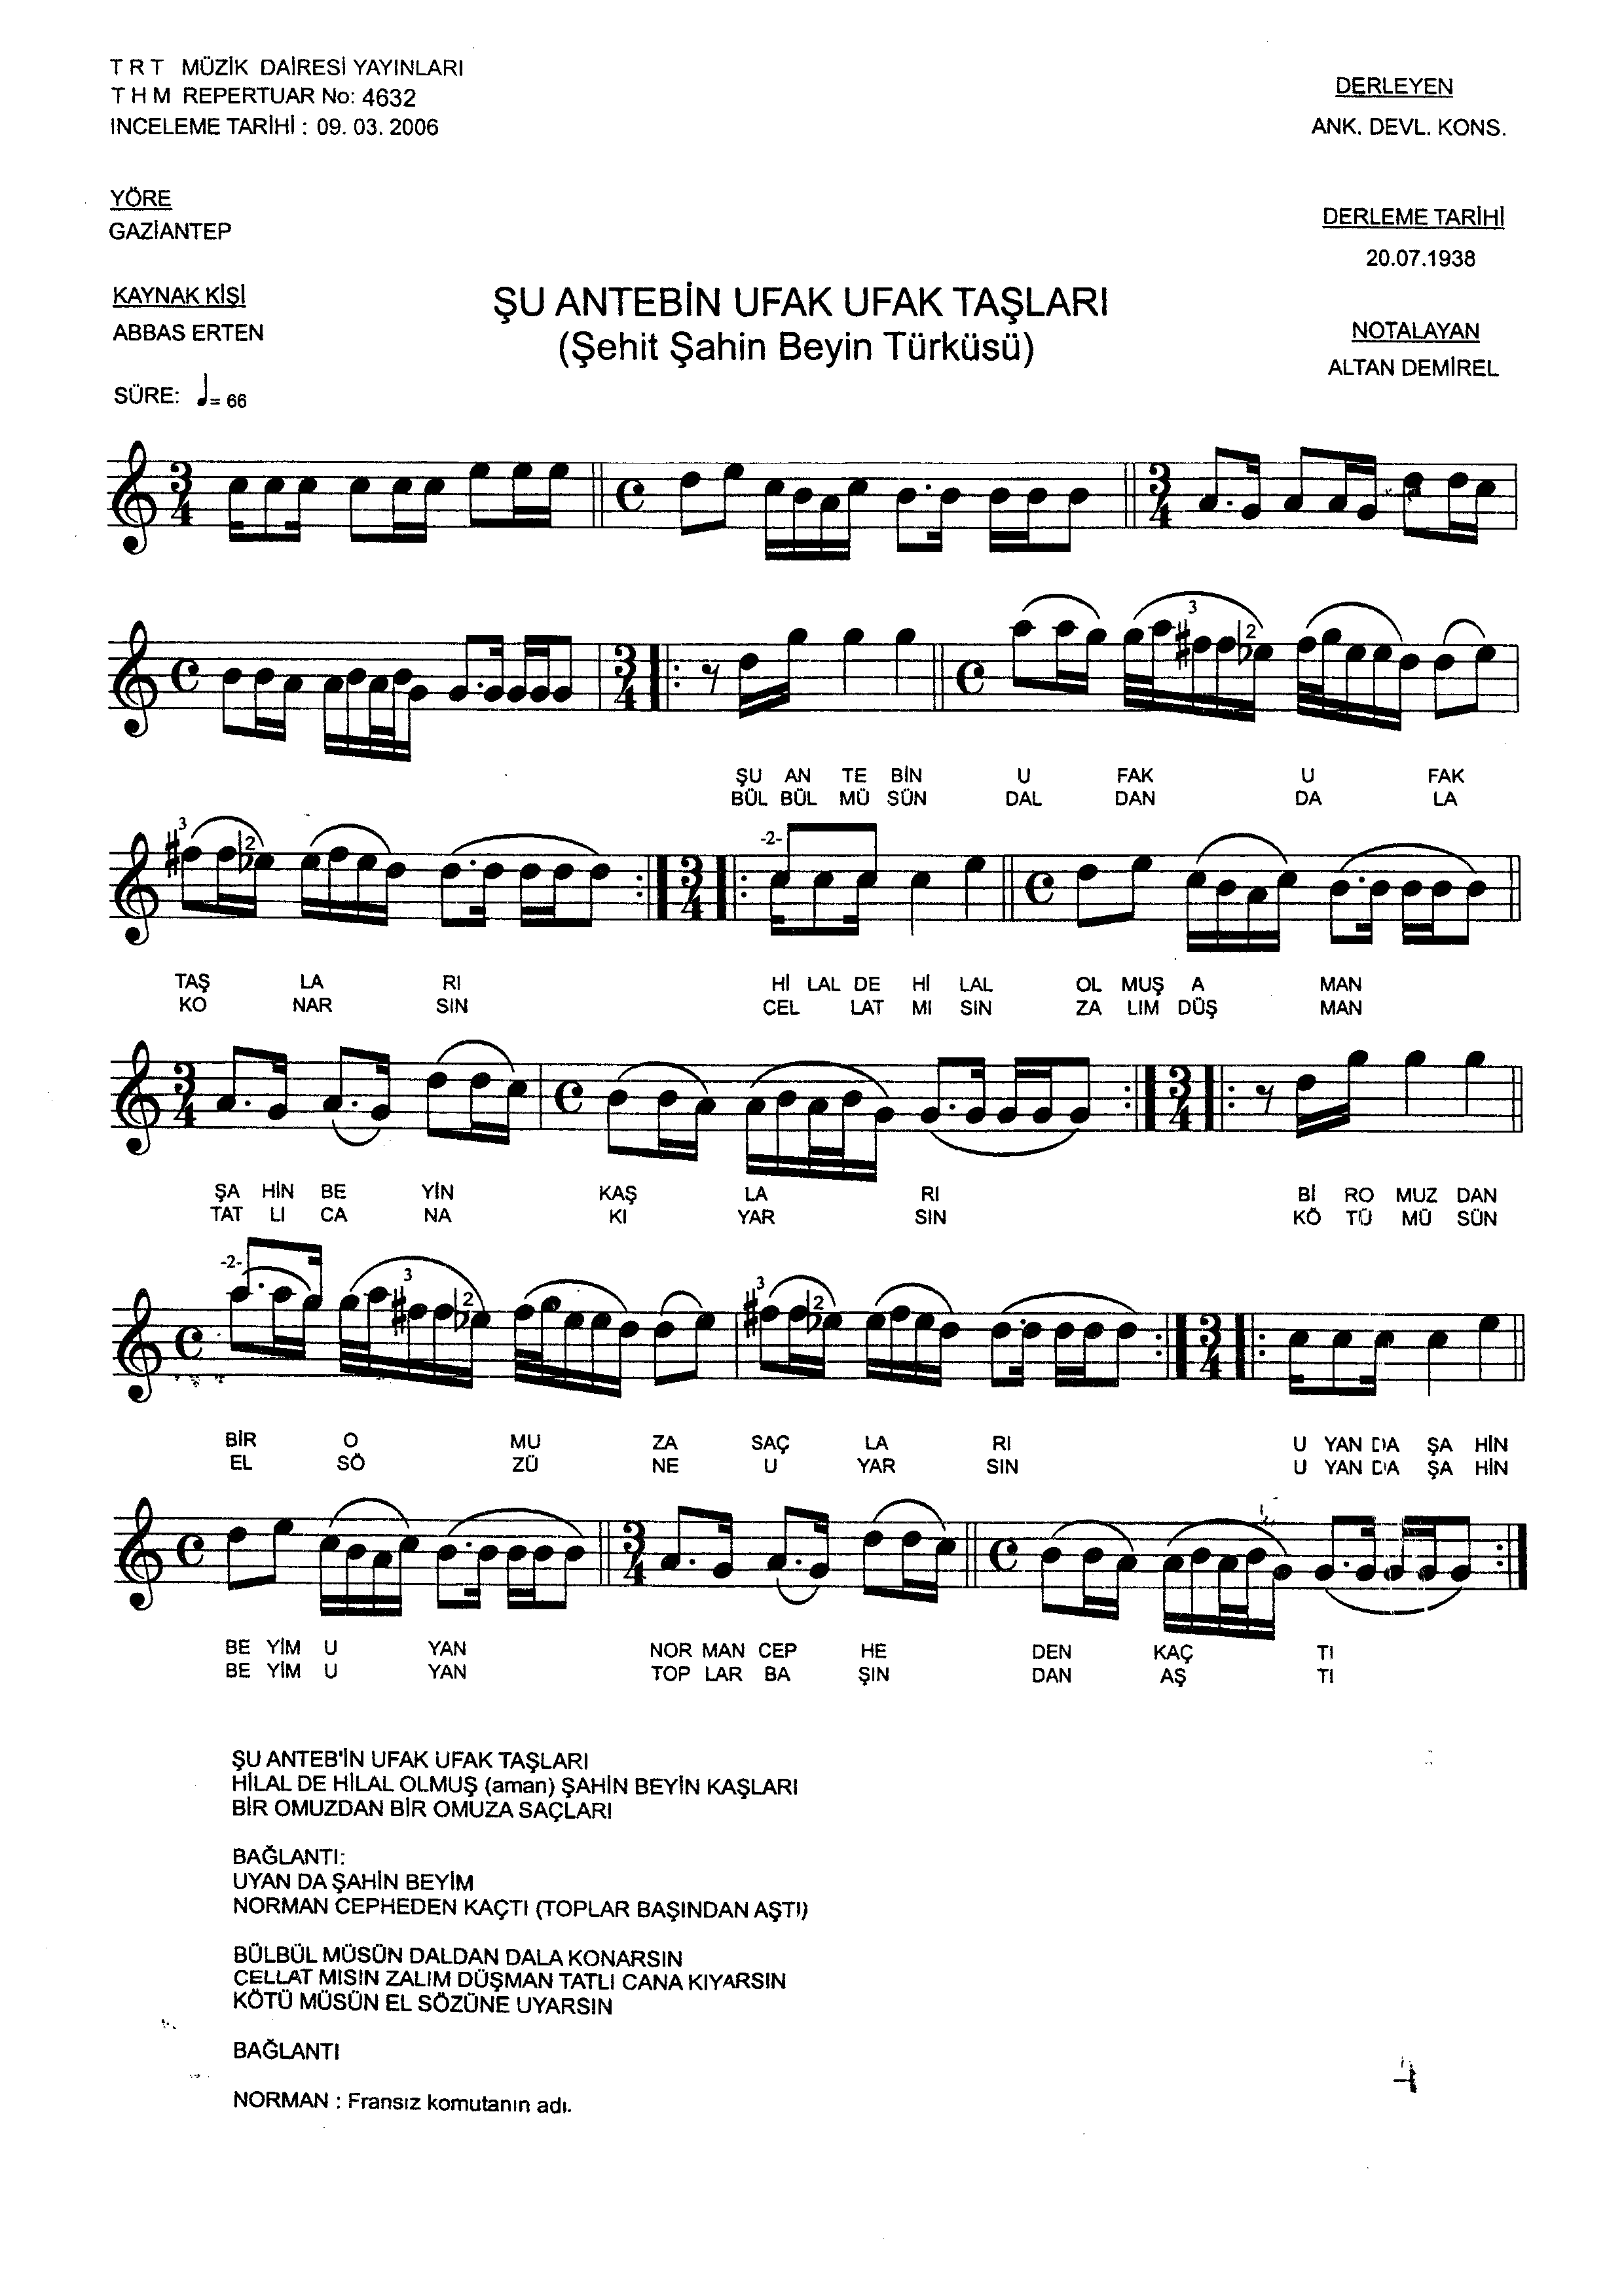 T R T MÜZİK DAİRESİ YAYINLARI
T H M REPERTUAR No: 4632
INCELEME TARİHİ : 09. 03. 2006
DERLEYEN
ANK. DEVL. KONS.
YÖRE
GAZİANTEP
DERLEME TARİHİ
20.07.1938
KAYNAK KİŞİ
ABBAS ERTEN
ŞU ANTEBİN UFAK UFAK TAŞLARI
(Şehit Şahin Beyin Türküsü)
NOTALAYAN
ALTAN DEMİREL
SÜRE: ♩= 66
ŞU AN TE BİN U FAK U FAK
BÜL BÜL MÜ SÜN DAL DAN DA LA
TAŞ LA RI HİLAL DE Hİ LAL OL MUŞ A MAN
KO NAR SIN CEL LAT MI SIN ZA LIM DÜŞ MAN
ŞA HİN BE YİN KAŞ LA RI Bİ RO MUZ DAN
TAT LI CA NA KI YAR SIN KÖ TÜ MÜ SÜN
BİR O MU ZA SAÇ LA RI U YAN DA ŞA HİN
EL SÖ ZÜ NE U YAR SIN U YAN DA ŞA HİN
BE YİM U YAN NOR MAN CEP HE DEN KAÇ TI
BE YİM U YAN TOP LAR BA ŞIN DAN AŞ TI
ŞU ANTEB'İN UFAK UFAK TAŞLARI
HİLAL DE HİLAL OLMUŞ (aman) ŞAHİN BEYİN KAŞLARI
BİR OMUZDAN BİR OMUZA SAÇLARI
BAĞLANTI:
UYAN DA ŞAHİN BEYİM
NORMAN CEPHEDEN KAÇTI (TOPLAR BAŞINDAN AŞTI)
BÜLBÜL MÜSÜN DALDAN DALA KONARSIN
CELLAT MISIN ZALIM DÜŞMAN TATLI CANA KIYARSIN
KÖTÜ MÜSÜN EL SÖZÜNE UYARSIN
BAĞLANTI
NORMAN : Fransız komutanın adı.